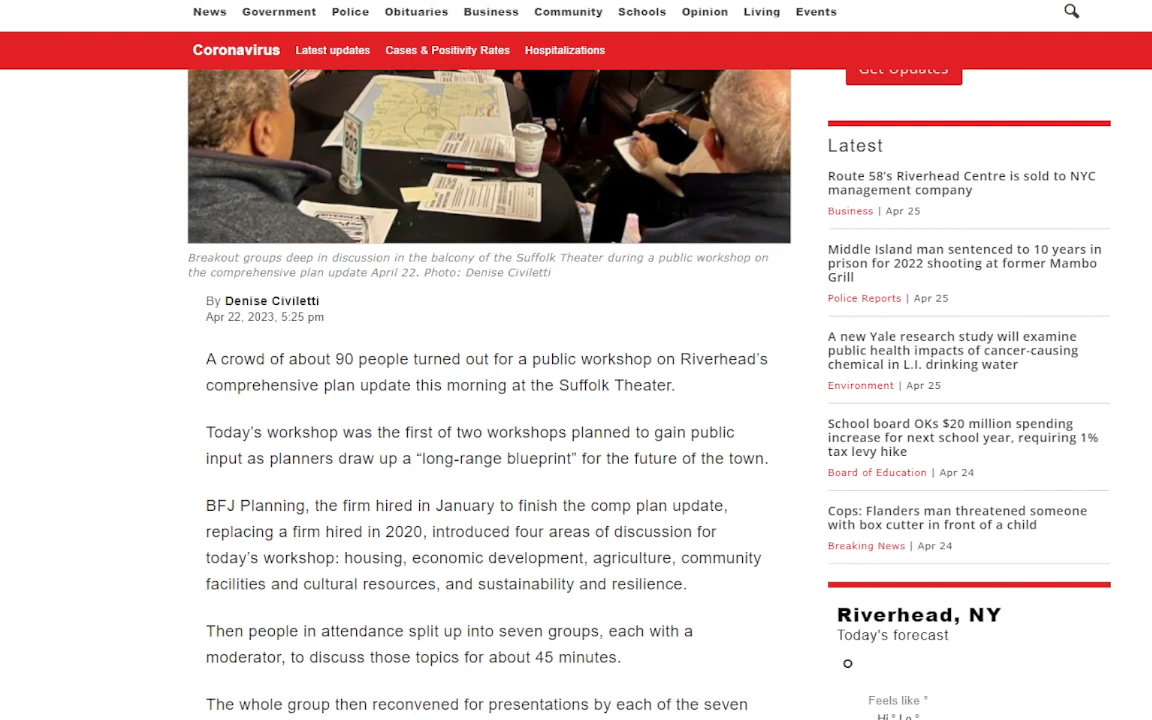 News Government Police Obituaries Business Community Schools Opinion Living Events
Coronavirus Latest updates Cases & Positivity Rates Hospitalizations
Get Updates
803
Breakout groups deep in discussion in the balcony of the Suffolk Theater during a public workshop on
the comprehensive plan update April 22. Photo: Denise Civiletti
By Denise Civiletti
Apr 22, 2023, 5:25 pm
A crowd of about 90 people turned out for a public workshop on Riverhead’s
comprehensive plan update this morning at the Suffolk Theater.
Today’s workshop was the first of two workshops planned to gain public
input as planners draw up a “long-range blueprint” for the future of the town.
BFJ Planning, the firm hired in January to finish the comp plan update,
replacing a firm hired in 2020, introduced four areas of discussion for
today’s workshop: housing, economic development, agriculture, community
facilities and cultural resources, and sustainability and resilience.
Then people in attendance split up into seven groups, each with a
moderator, to discuss those topics for about 45 minutes.
The whole group then reconvened for presentations by each of the seven
Latest
Route 58’s Riverhead Centre is sold to NYC
management company
Business | Apr 25
Middle Island man sentenced to 10 years in
prison for 2022 shooting at former Mambo
Grill
Police Reports | Apr 25
A new Yale research study will examine
public health impacts of cancer-causing
chemical in L.I. drinking water
Environment | Apr 25
School board OKs $20 million spending
increase for next school year, requiring 1%
tax levy hike
Board of Education | Apr 24
Cops: Flanders man threatened someone
with box cutter in front of a child
Breaking News | Apr 24
Riverhead, NY
Today's forecast
°
Feels like °
Hi ° Lo °